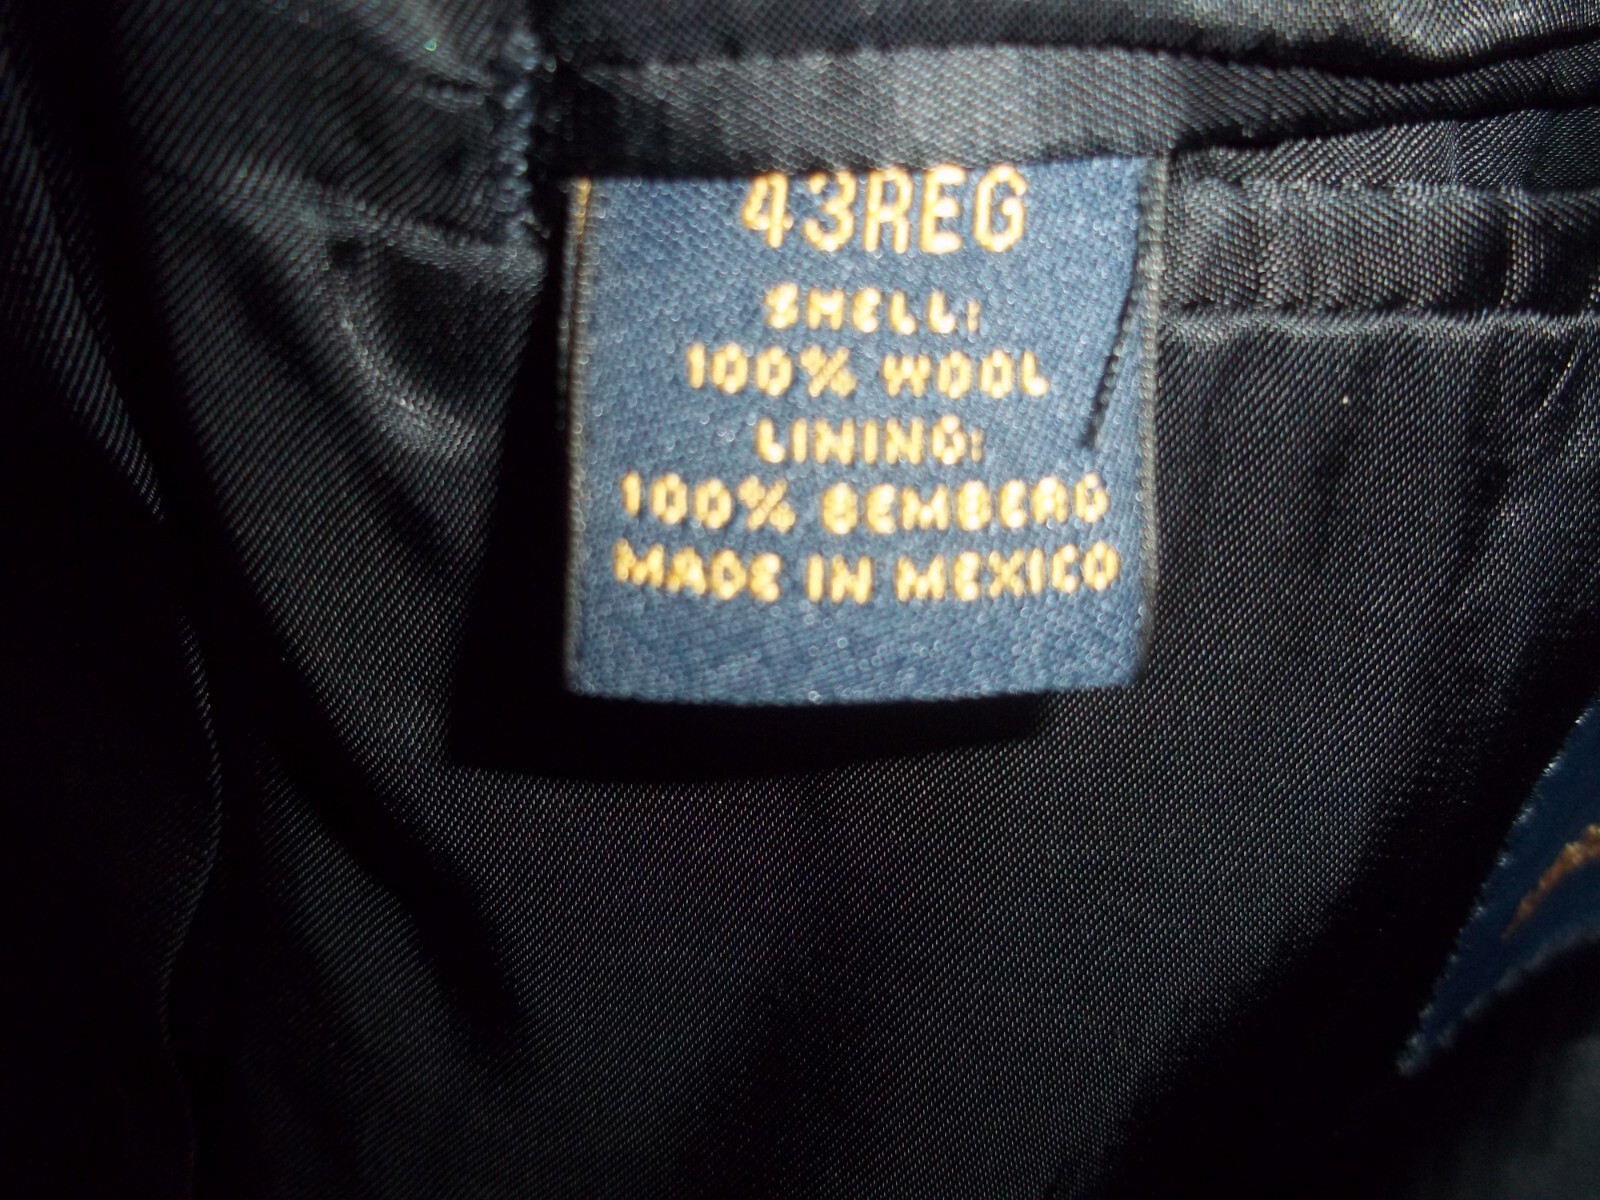 43REG
SHELL:
100% WOOL
LINING:
100% BEMBERG
MADE IN MEXICO